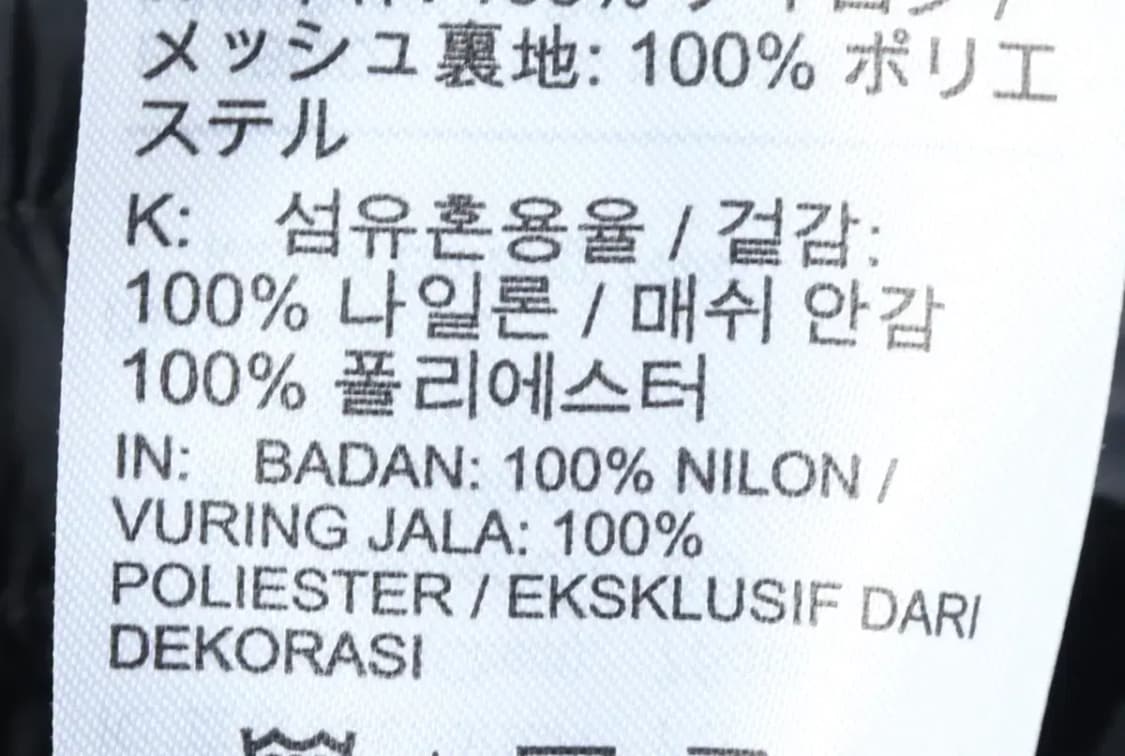 メッシュ裏地: 100% ポリエ
ステル
K: 섬유혼용율 / 겉감:
100% 나일론 / 매쉬 안감
100% 폴리에스터
IN: BADAN: 100% NILON /
VURING JALA: 100%
POLIESTER / EKSKLUSIF DARI
DEKORASI